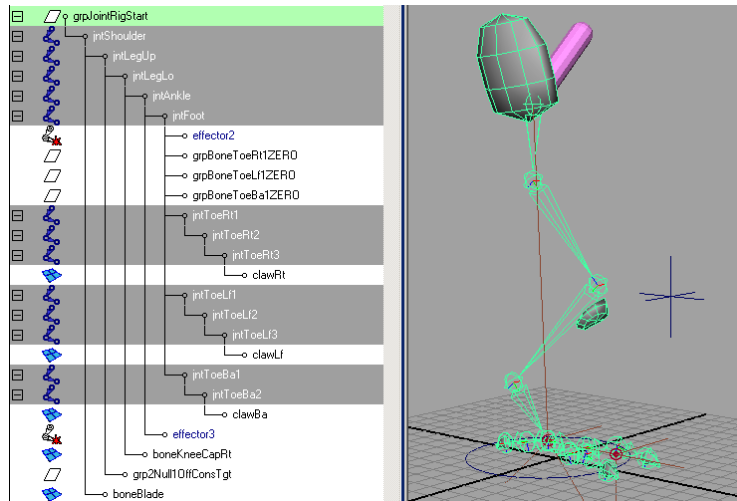 grpJointRigStart
jntShoulder
jntLegUp
jntLegLo
jntAnkle
jntFoot
effector2
grpBoneToeRt1ZERO
grpBoneToeLf1ZERO
grpBoneToeBa1ZERO
jntToeRt1
jntToeRt2
jntToeRt3
clawRt
jntToeLf1
jntToeLf2
jntToeLf3
clawLf
jntToeBa1
jntToeBa2
clawBa
effector3
boneKneeCapRt
grp2Null1OffConsTgt
boneBlade